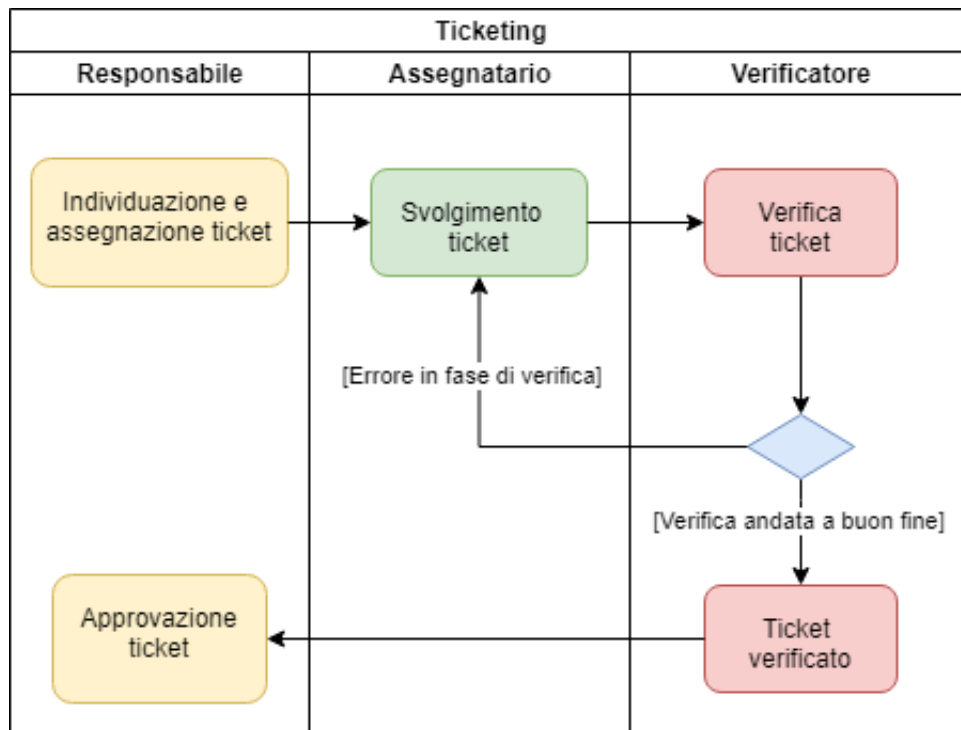 Ticketing
Responsabile
Assegnatario
Verificatore
Individuazione e
assegnazione ticket
Svolgimento
ticket
Verifica
ticket
[Errore in fase di verifica]
[Verifica andata a buon fine]
Approvazione
ticket
Ticket
verificato